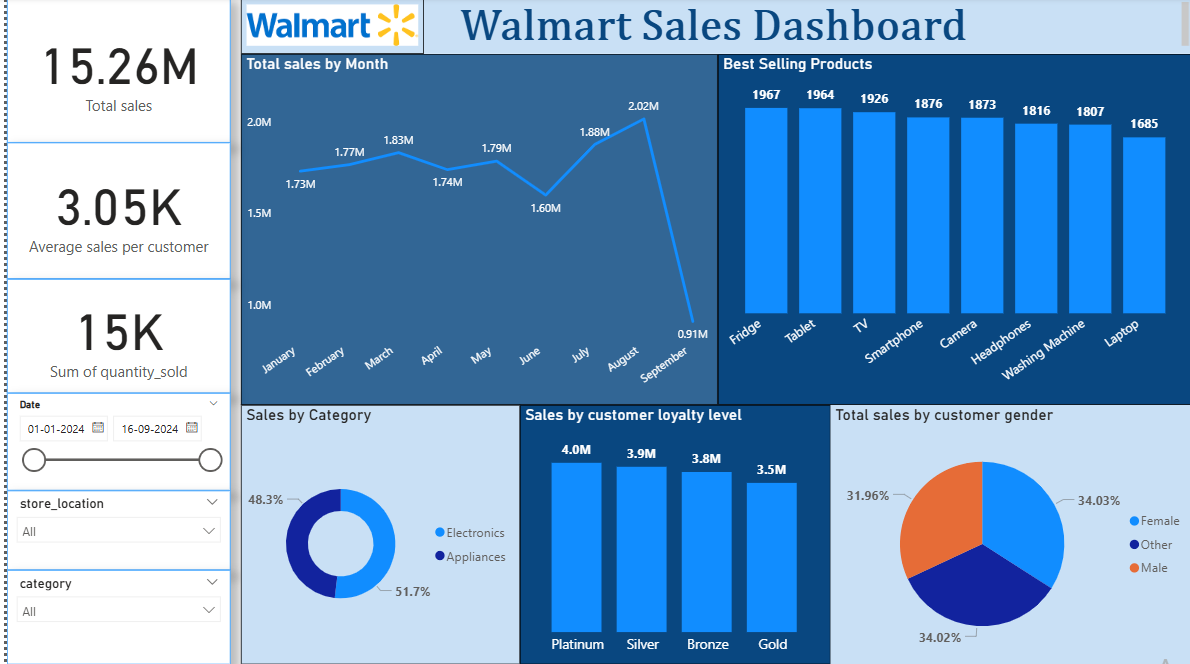 15.26M
Total sales
3.05K
Average sales per customer
15K
Sum of quantity_sold
Date
01-01-2024 16-09-2024
store_location
All
category
All
Walmart
Walmart Sales Dashboard
Total sales by Month
2.0M
1.5M
1.0M
1.73M
1.77M
1.83M
1.74M
1.79M
1.60M
1.88M
2.02M
0.91M
January February March April May June July August September
Best Selling Products
1967 1964 1926 1876 1873 1816 1807 1685
Fridge Tablet TV Smartphone Camera Headphones Washing Machine Laptop
Sales by Category
48.3%
51.7%
Electronics
Appliances
Sales by customer loyalty level
4.0M 3.9M 3.8M 3.5M
Platinum Silver Bronze Gold
Total sales by customer gender
31.96%
34.03%
34.02%
Female
Other
Male